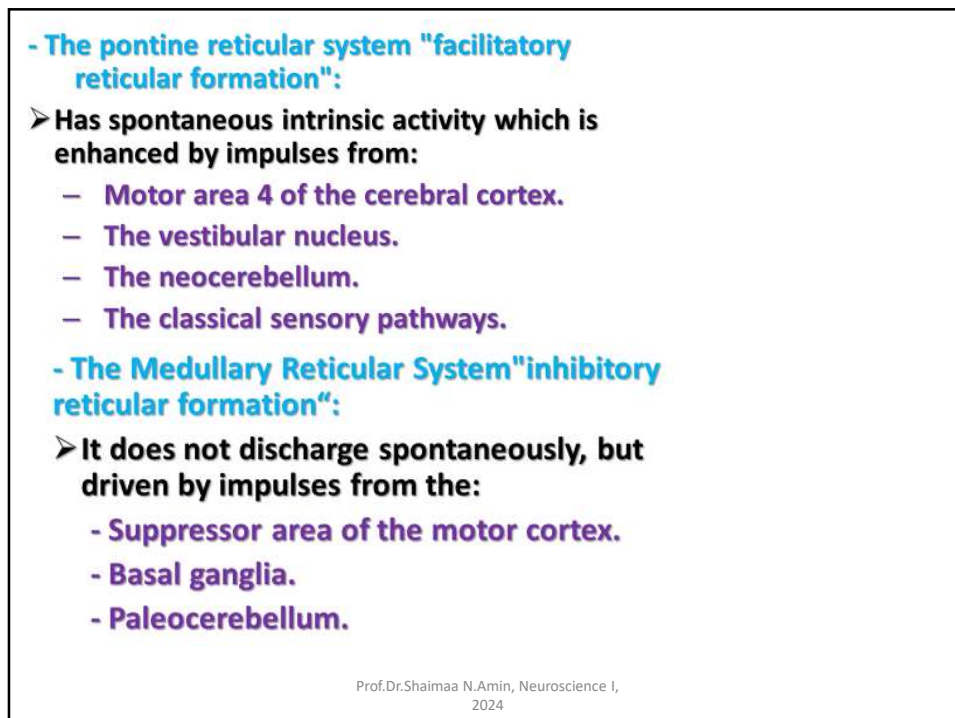 - The pontine reticular system "facilitatory
reticular formation":
➢Has spontaneous intrinsic activity which is
enhanced by impulses from:
– Motor area 4 of the cerebral cortex.
– The vestibular nucleus.
– The neocerebellum.
– The classical sensory pathways.
- The Medullary Reticular System"inhibitory
reticular formation“:
➢It does not discharge spontaneously, but
driven by impulses from the:
- Suppressor area of the motor cortex.
- Basal ganglia.
- Paleocerebellum.
Prof.Dr.Shaimaa N.Amin, Neuroscience I,
2024